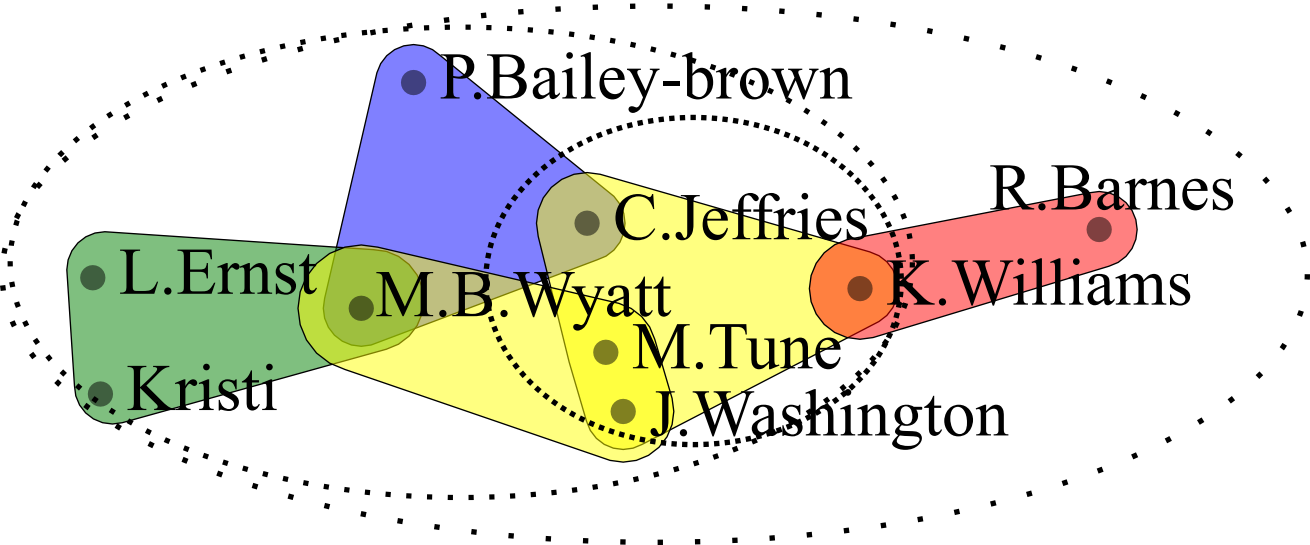 P.Bailey-brown
R.Barnes
C.Jeffries
L.Ernst
M.B.Wyatt
K.Williams
M.Tune
Kristi
J.Washington